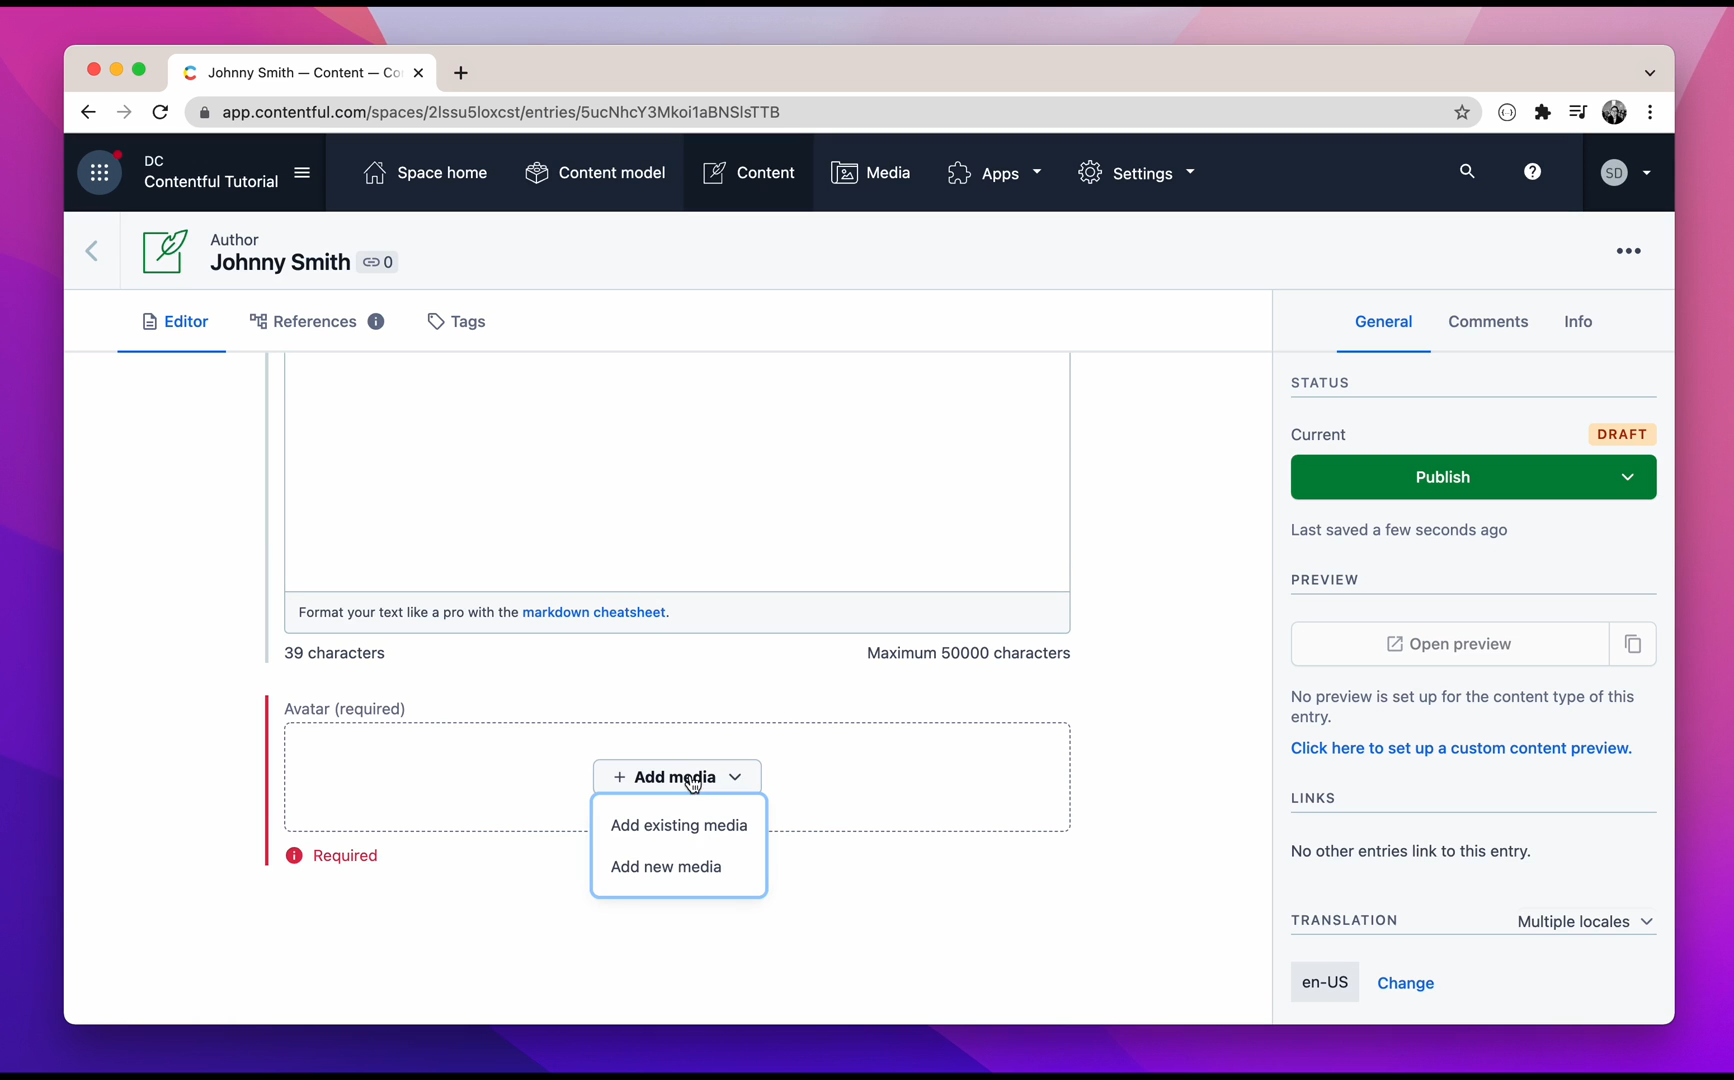 Johnny Smith — Content — Co
app.contentful.com/spaces/2lssu5loxcst/entries/5ucNhcY3Mkoi1aBNSlsTTB
DC
Contentful Tutorial
Space home
Content model
Content
Media
Apps
Settings
SD
Author
Johnny Smith
0
Editor
References
Tags
General
Comments
Info
STATUS
Current
DRAFT
Publish
Last saved a few seconds ago
PREVIEW
Open preview
No preview is set up for the content type of this
entry.
Click here to set up a custom content preview.
LINKS
No other entries link to this entry.
TRANSLATION
Multiple locales
en-US
Change
Format your text like a pro with the markdown cheatsheet.
39 characters
Maximum 50000 characters
Avatar (required)
+ Add media
Add existing media
Add new media
Required